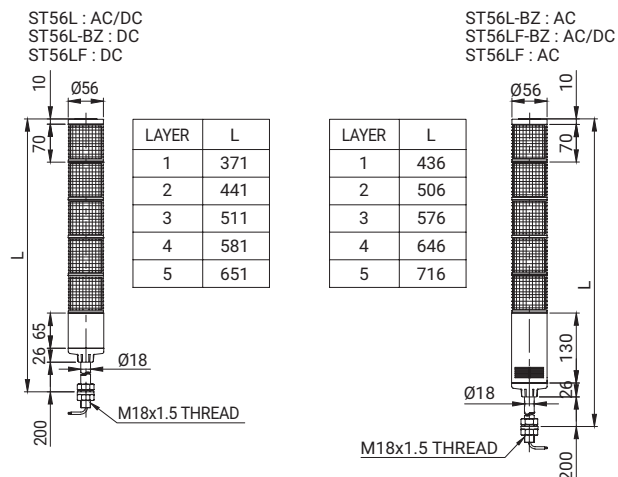 ST56L : AC/DC
ST56L-BZ : DC
ST56LF : DC
10
Ø56
70
L
65
26
Ø18
200
M18x1.5 THREAD
LAYER L
1 371
2 441
3 511
4 581
5 651
LAYER L
1 436
2 506
3 576
4 646
5 716
ST56L-BZ : AC
ST56LF-BZ : AC/DC
ST56LF : AC
10
Ø56
70
L
130
26
Ø18
200
M18x1.5 THREAD